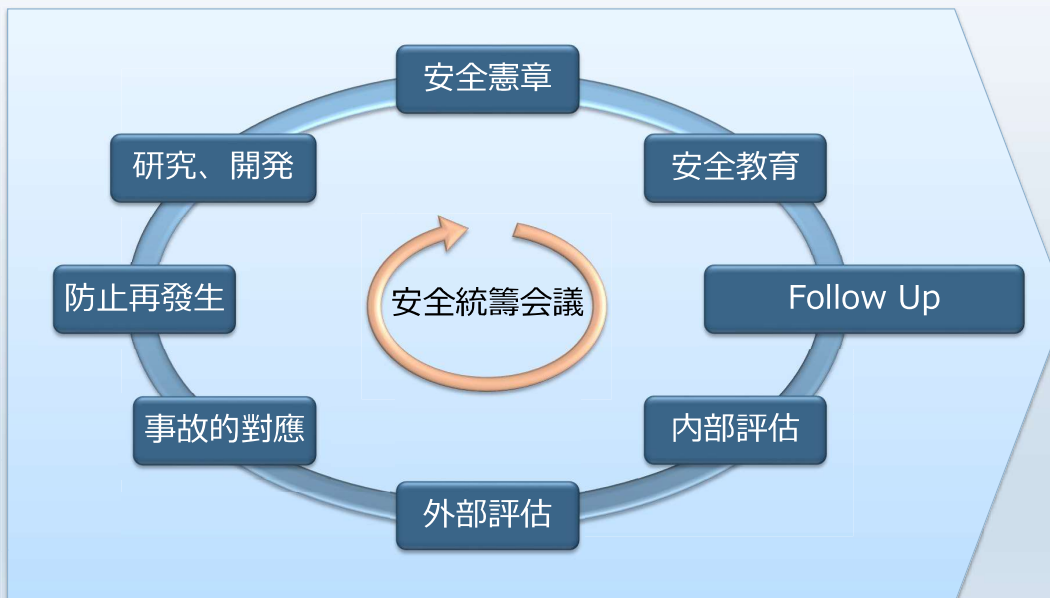 安全憲章
研究、開発
安全教育
防止再發生
安全統籌会議
Follow Up
事故的對應
内部評估
外部評估